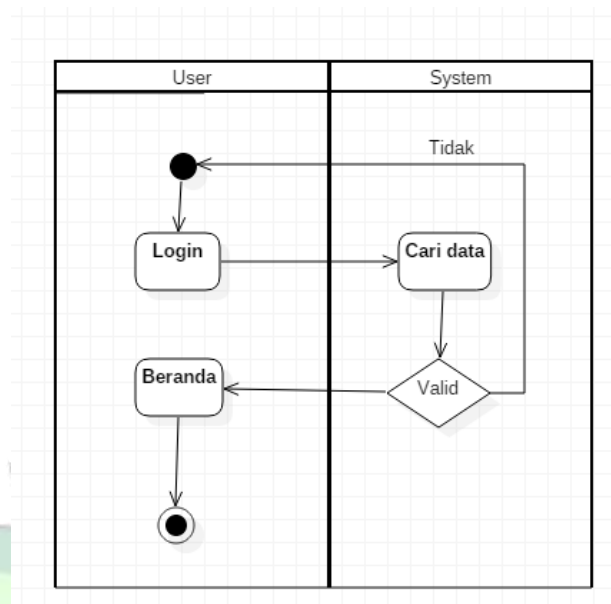 User
System
Tidak
Login
Cari data
Beranda
Valid